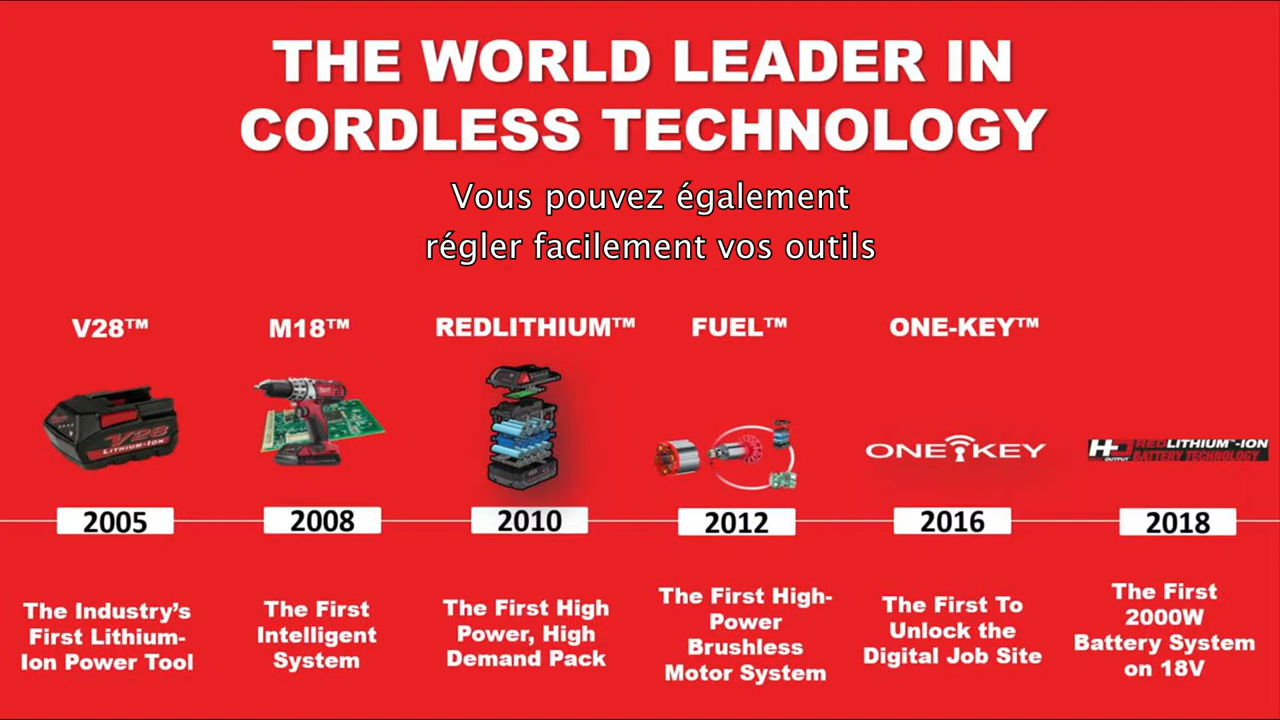 THE WORLD LEADER IN
CORDLESS TECHNOLOGY
Vous pouvez également
régler facilement vos outils
V28™
M18™
REDLITHIUM™
FUEL™
ONE-KEY™
V28
LITHIUM-ION
ONE KEY
HIGH OUTPUT
REDLITHIUM™-ION
BATTERY TECHNOLOGY
2005
2008
2010
2012
2016
2018
The Industry's
First Lithium-
Ion Power Tool
The First
Intelligent
System
The First High
Power, High
Demand Pack
The First High-
Power
Brushless
Motor System
The First To
Unlock the
Digital Job Site
The First
2000W
Battery System
on 18V